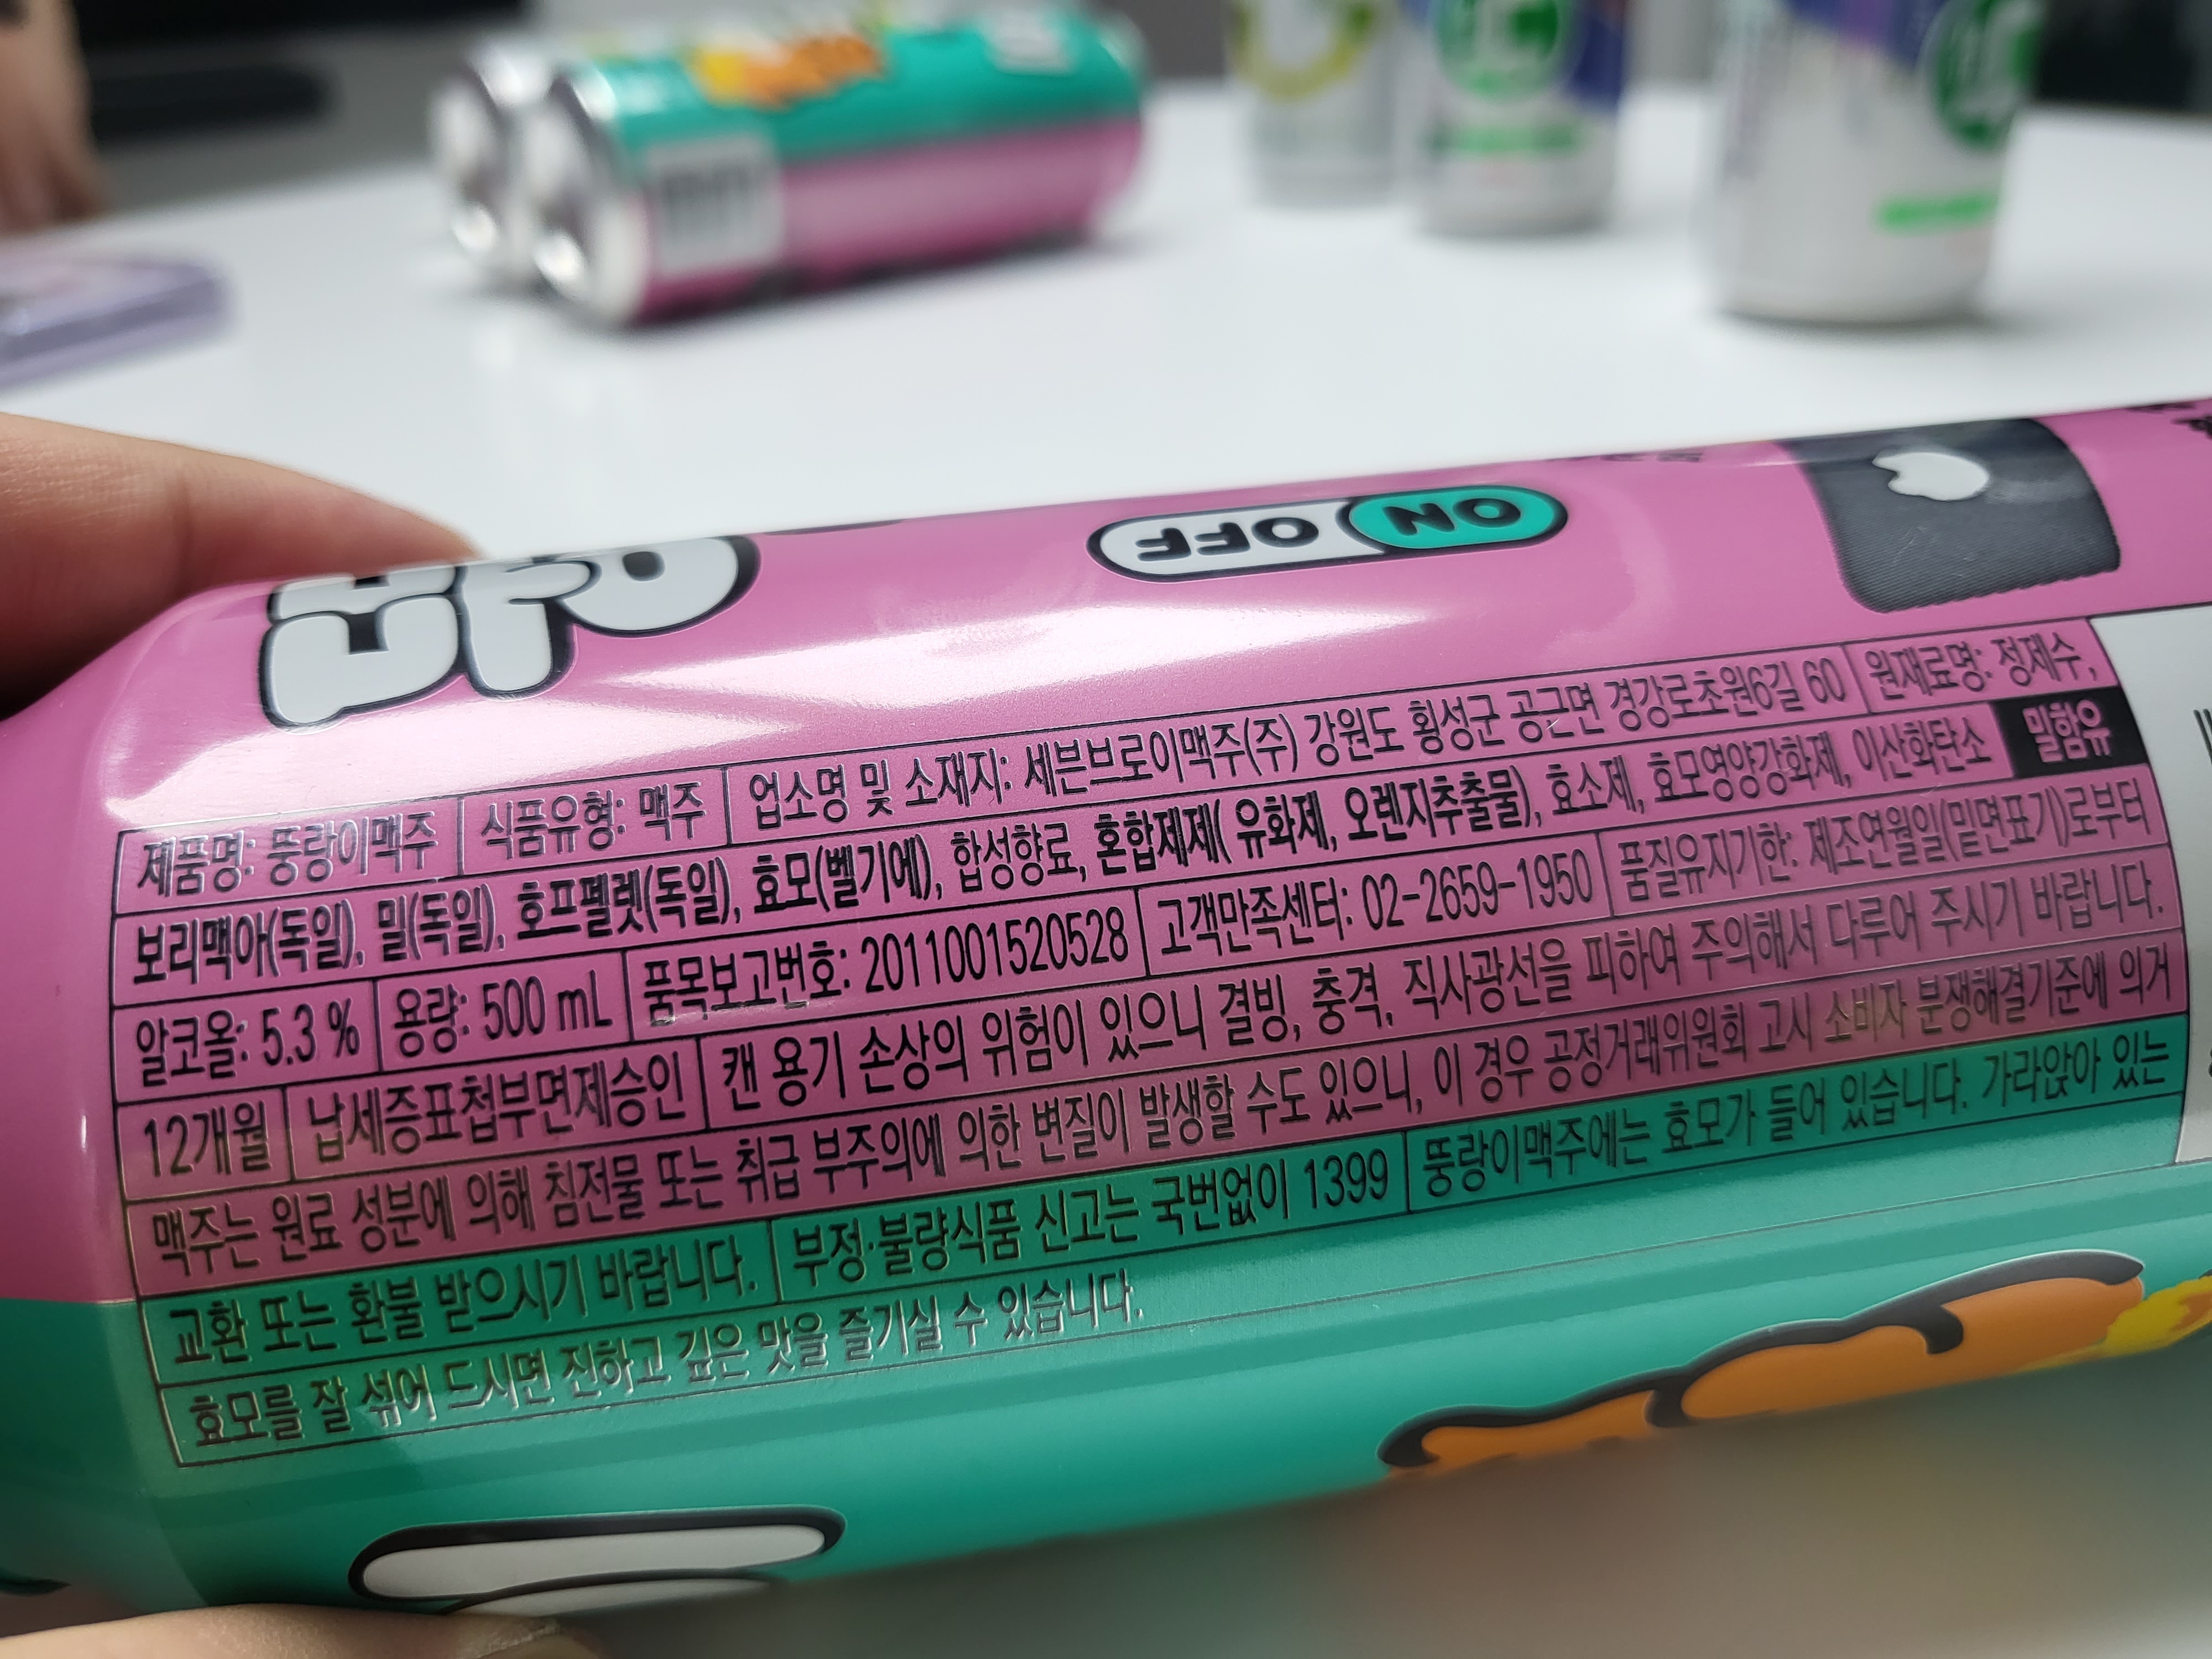 ON OFF
제품명: 뚱랑이맥주 식품유형: 맥주 업소명 및 소재지: 세븐브로이맥주(주) 강원도 횡성군 공근면 경강로초원6길 60 원재료명: 정제수,
보리맥아(독일), 밀(독일), 호프펠렛(독일), 효모(벨기에), 합성향료, 혼합제제( 유화제, 오렌지추출물), 효소제, 효모영양강화제, 이산화탄소 밀함유
알코올: 5.3 % 용량: 500 mL 품목보고번호: 2011001520528 고객만족센터: 02-2659-1950 품질유지기한: 제조연월일(밑면표기)로부터
12개월 납세증표첩부면제승인 캔 용기 손상의 위험이 있으니 결빙, 충격, 직사광선을 피하여 주의해서 다루어 주시기 바랍니다.
맥주는 원료 성분에 의해 침전물 또는 취급 부주의에 의한 변질이 발생할 수도 있으니, 이 경우 공정거래위원회 고시 소비자 분쟁해결기준에 의거
교환 또는 환불 받으시기 바랍니다. 부정·불량식품 신고는 국번없이 1399 뚱랑이맥주에는 효모가 들어 있습니다. 가라앉아 있는
효모를 잘 섞어 드시면 진하고 깊은 맛을 즐기실 수 있습니다.